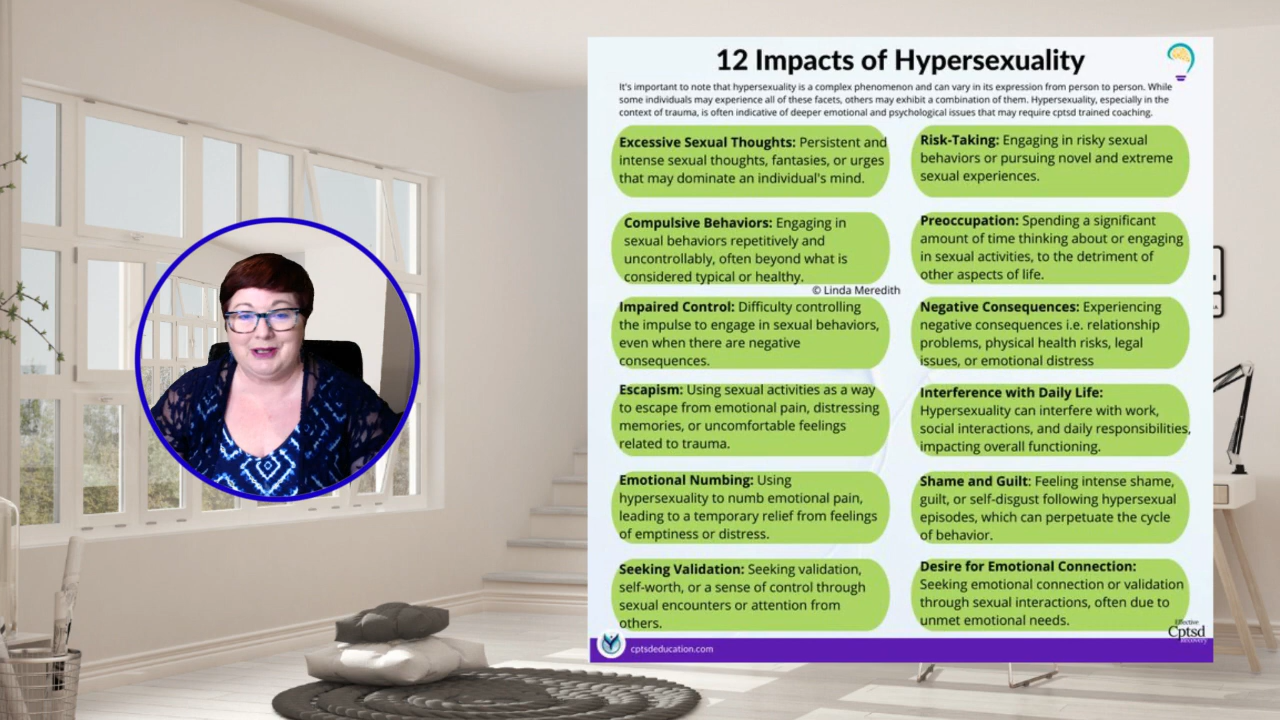 12 Impacts of Hypersexuality
It's important to note that hypersexuality is a complex phenomenon and can vary in its expression from person to person. While
some individuals may experience all of these facets, others may exhibit a combination of them. Hypersexuality, especially in the
context of trauma, is often indicative of deeper emotional and psychological issues that may require cptsd trained coaching.
Excessive Sexual Thoughts: Persistent and
intense sexual thoughts, fantasies, or urges
that may dominate an individual's mind.
Risk-Taking: Engaging in risky sexual
behaviors or pursuing novel and extreme
sexual experiences.
Compulsive Behaviors: Engaging in
sexual behaviors repetitively and
uncontrollably, often beyond what is
considered typical or healthy.
Preoccupation: Spending a significant
amount of time thinking about or engaging
in sexual activities, to the detriment of
other aspects of life.
© Linda Meredith
Impaired Control: Difficulty controlling
the impulse to engage in sexual behaviors,
even when there are negative
consequences.
Negative Consequences: Experiencing
negative consequences i.e. relationship
problems, physical health risks, legal
issues, or emotional distress
Escapism: Using sexual activities as a way
to escape from emotional pain, distressing
memories, or uncomfortable feelings
related to trauma.
Interference with Daily Life:
Hypersexuality can interfere with work,
social interactions, and daily responsibilities,
impacting overall functioning.
Emotional Numbing: Using
hypersexuality to numb emotional pain,
leading to a temporary relief from feelings
of emptiness or distress.
Shame and Guilt: Feeling intense shame,
guilt, or self-disgust following hypersexual
episodes, which can perpetuate the cycle
of behavior.
Seeking Validation: Seeking validation,
self-worth, or a sense of control through
sexual encounters or attention from
others.
Desire for Emotional Connection:
Seeking emotional connection or validation
through sexual interactions, often due to
unmet emotional needs.
Effective
Cptsd
Recovery
cptsdeducation.com